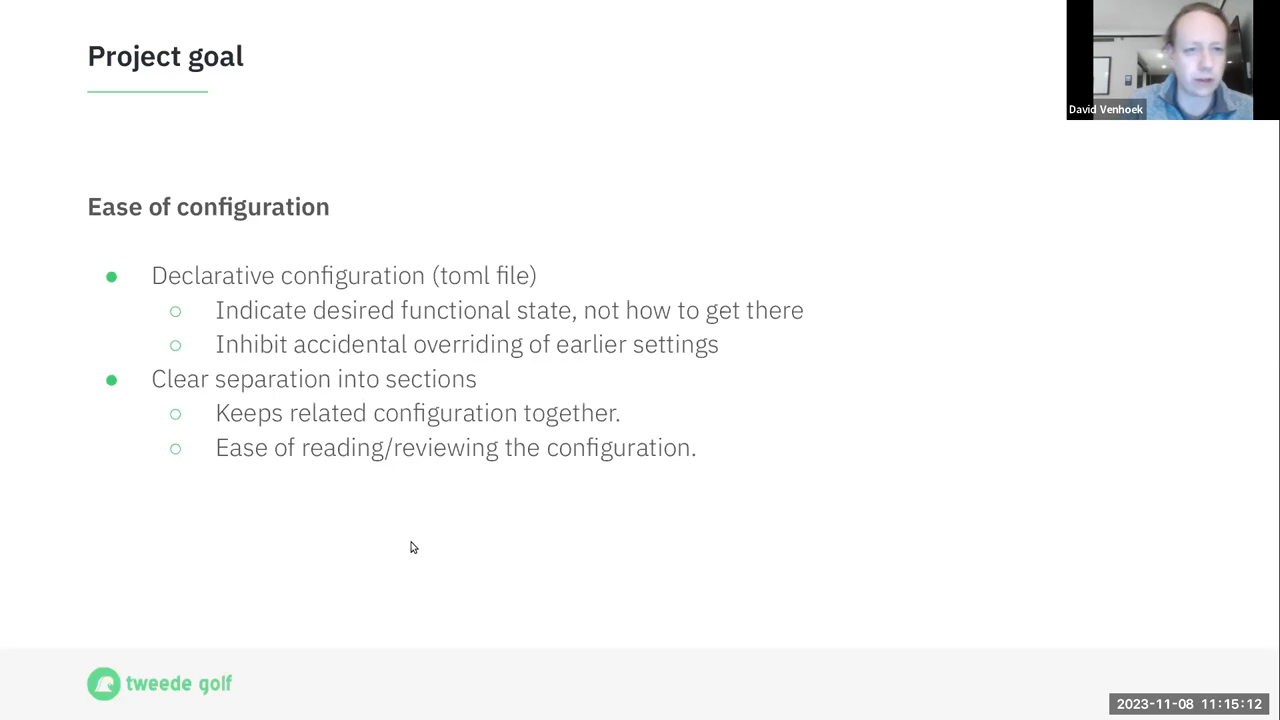 Project goal
David Venhoek
Ease of configuration
Declarative configuration (toml file)
Indicate desired functional state, not how to get there
Inhibit accidental overriding of earlier settings
Clear separation into sections
Keeps related configuration together.
Ease of reading/reviewing the configuration.
tweede golf
2023-11-08 11:15:12